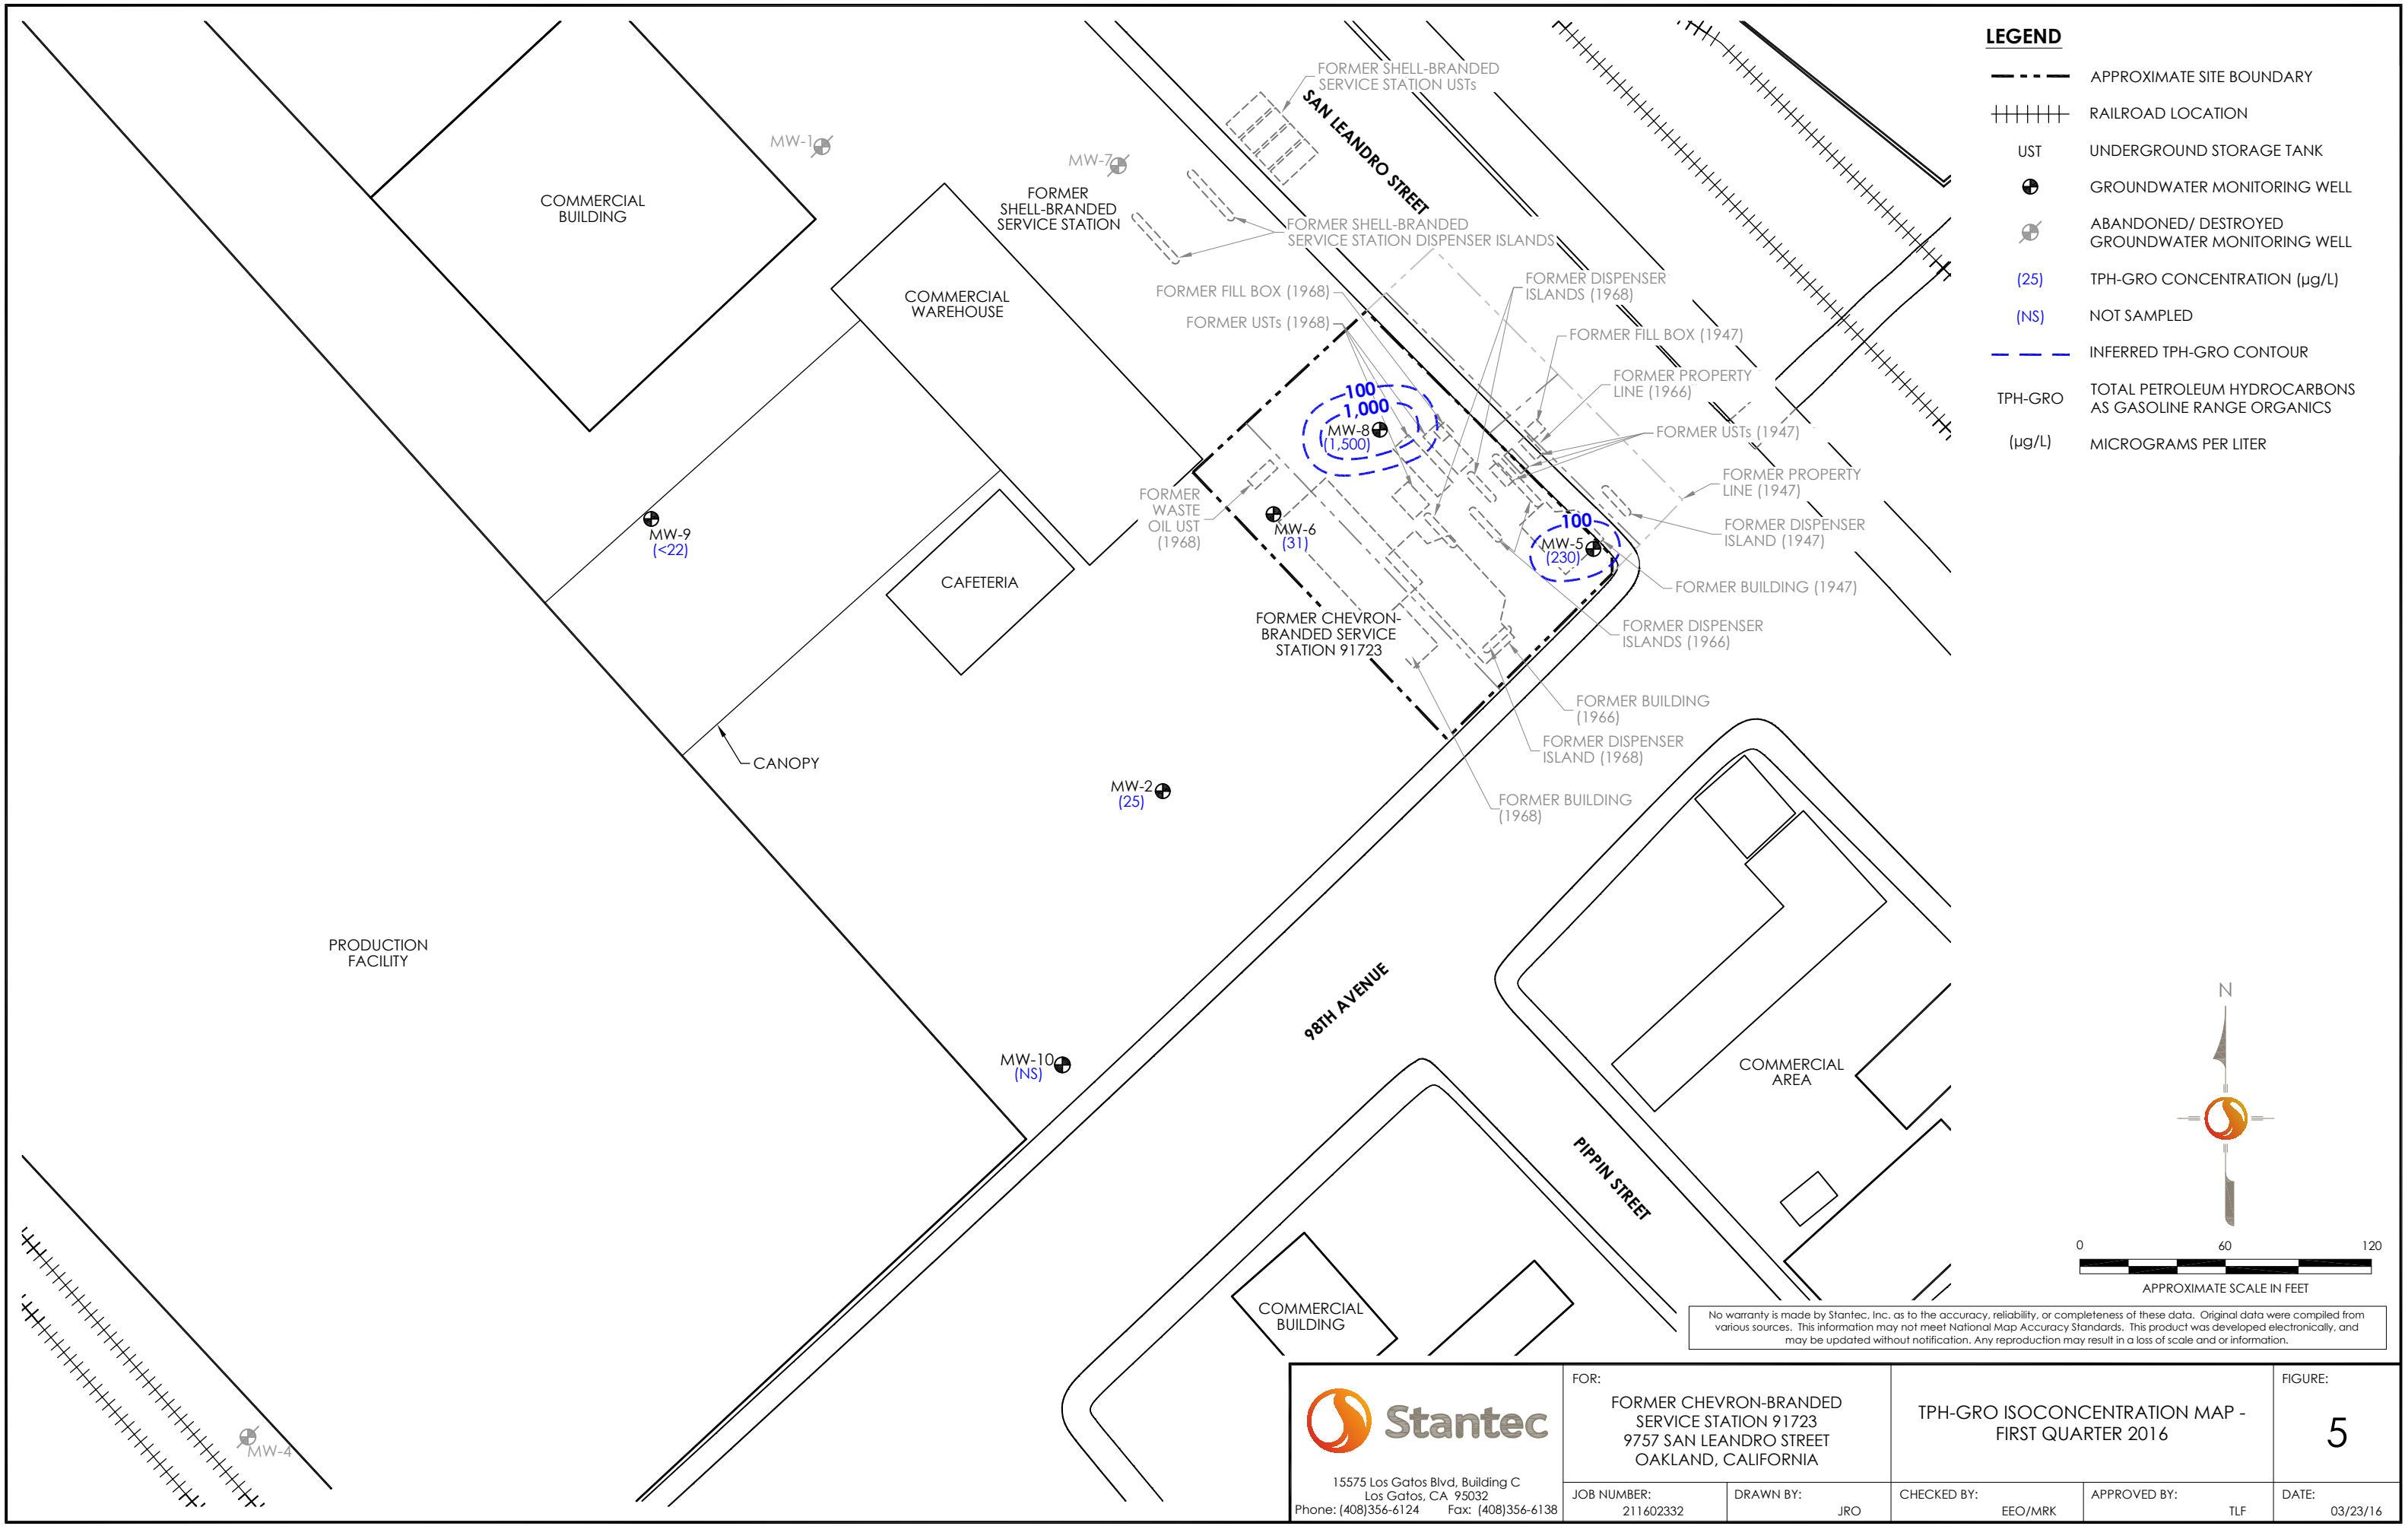 LEGEND
APPROXIMATE SITE BOUNDARY
RAILROAD LOCATION
UST
UNDERGROUND STORAGE TANK
GROUNDWATER MONITORING WELL
ABANDONED/ DESTROYED
GROUNDWATER MONITORING WELL
(25)
TPH-GRO CONCENTRATION (µg/L)
(NS)
NOT SAMPLED
INFERRED TPH-GRO CONTOUR
TPH-GRO
TOTAL PETROLEUM HYDROCARBONS
AS GASOLINE RANGE ORGANICS
(µg/L)
MICROGRAMS PER LITER
FORMER SHELL-BRANDED
SERVICE STATION USTs
SAN LEANDRO STREET
MW-1
MW-7
COMMERCIAL
BUILDING
FORMER
SHELL-BRANDED
SERVICE STATION
FORMER SHELL-BRANDED
SERVICE STATION DISPENSER ISLANDS
COMMERCIAL
WAREHOUSE
FORMER FILL BOX (1968)
FORMER USTs (1968)
FORMER DISPENSER
ISLANDS (1968)
FORMER FILL BOX (1947)
FORMER PROPERTY
LINE (1966)
FORMER USTs (1947)
FORMER PROPERTY
LINE (1947)
FORMER DISPENSER
ISLAND (1947)
100
1,000
MW-8
(1,500)
FORMER
WASTE
OIL UST
(1968)
MW-6
(31)
100
MW-5
(230)
MW-9
(<22)
CAFETERIA
FORMER BUILDING (1947)
FORMER CHEVRON-
BRANDED SERVICE
STATION 91723
FORMER DISPENSER
ISLANDS (1966)
FORMER BUILDING
(1966)
FORMER DISPENSER
ISLAND (1968)
FORMER BUILDING
(1968)
CANOPY
MW-2
(25)
PRODUCTION
FACILITY
98TH AVENUE
MW-10
(NS)
COMMERCIAL
AREA
PIPPIN STREET
COMMERCIAL
BUILDING
MW-4
N
0
60
120
APPROXIMATE SCALE IN FEET
No warranty is made by Stantec, Inc. as to the accuracy, reliability, or completeness of these data. Original data were compiled from
various sources. This information may not meet National Map Accuracy Standards. This product was developed electronically, and
may be updated without notification. Any reproduction may result in a loss of scale and or information.
Stantec
15575 Los Gatos Blvd, Building C
Los Gatos, CA 95032
Phone: (408)356-6124 Fax: (408)356-6138
FOR:
FORMER CHEVRON-BRANDED
SERVICE STATION 91723
9757 SAN LEANDRO STREET
OAKLAND, CALIFORNIA
TPH-GRO ISOCONCENTRATION MAP -
FIRST QUARTER 2016
FIGURE:
5
JOB NUMBER:
211602332
DRAWN BY:
JRO
CHECKED BY:
EEO/MRK
APPROVED BY:
TLF
DATE:
03/23/16